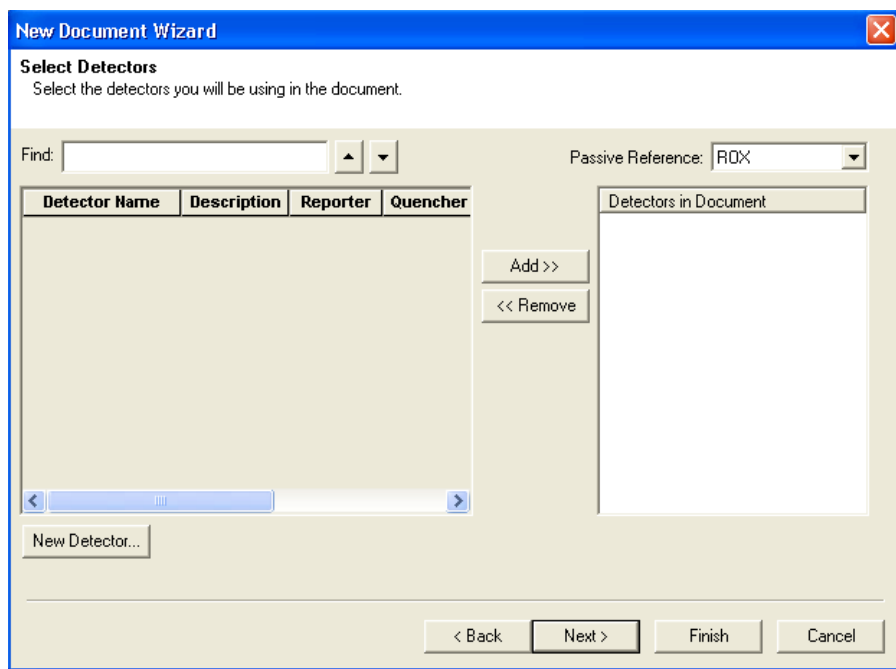 New Document Wizard
Select Detectors
Select the detectors you will be using in the document.
Find:
Passive Reference: ROX
Detector Name Description Reporter Quencher
Detectors in Document
Add >>
<< Remove
New Detector...
< Back Next > Finish Cancel